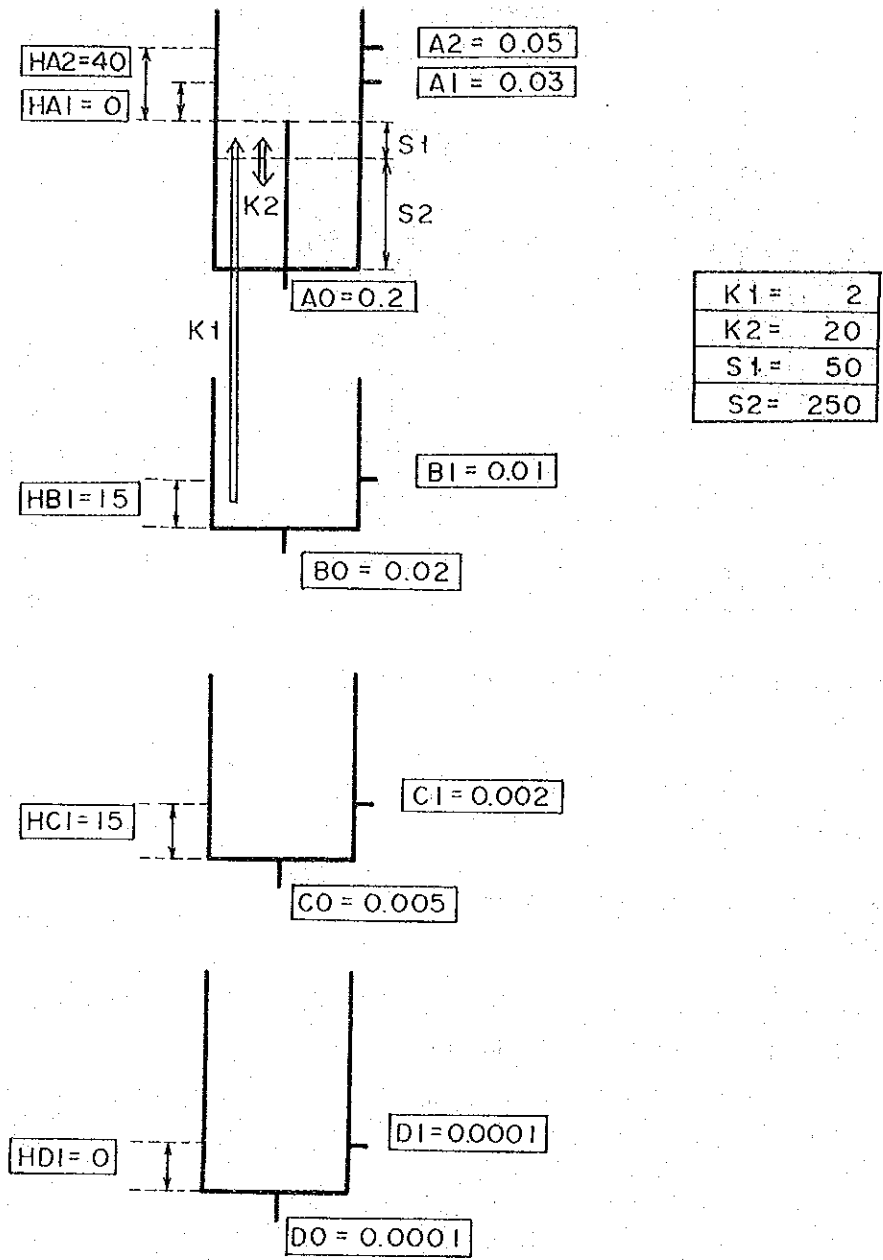 HA2=40
A2 = 0.05
HA1 = 0
A1 = 0.03
S1
K2
S2
A0=0.2
K1
K1= 2
K2= 20
S1= 50
S2= 250
B1=0.01
HB1=15
B0 = 0.02
C1=0.002
HC1=15
C0 = 0.005
D1=0.0001
HD1=0
D0 = 0.0001